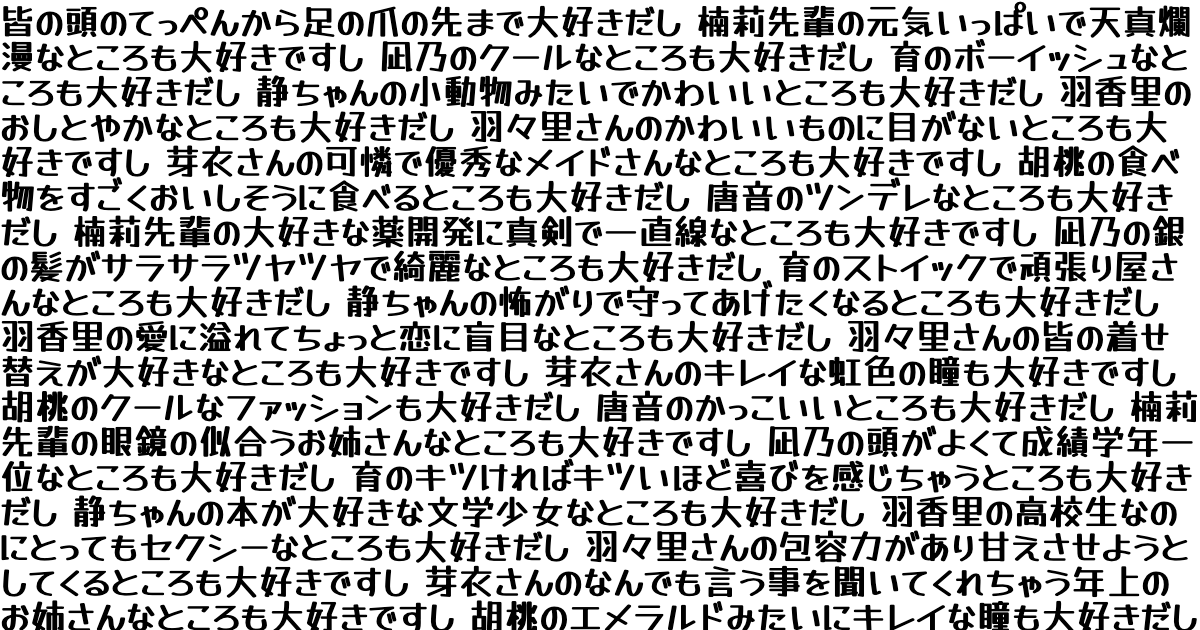 皆の頭のてっぺんから足の爪の先まで大好きだし 楠莉先輩の元気いっぱいで天真爛
漫なところも大好きですし 凪乃のクールなところも大好きだし 育のボーイッシュなと
ころも大好きだし 静ちゃんの小動物みたいでかわいいところも大好きだし 羽香里の
おしとやかなところも大好きだし 羽々里さんのかわいいものに目がないところも大
好きですし 芽衣さんの可憐で優秀なメイドさんなところも大好きですし 胡桃の食べ
物をすごくおいしそうに食べるところも大好きだし 唐音のツンデレなところも大好き
だし 楠莉先輩の大好きな薬開発に真剣で一直線なところも大好きですし 凪乃の銀
の髪がサラサラツヤツヤで綺麗なところも大好きだし 育のストイックで頑張り屋さ
んなところも大好きだし 静ちゃんの怖がりで守ってあげたくなるところも大好きだし
羽香里の愛に溢れてちょっと恋に盲目なところも大好きだし 羽々里さんの皆の着せ
替えが大好きなところも大好きですし 芽衣さんのキレイな虹色の瞳も大好きですし
胡桃のクールなファッションも大好きだし 唐音のかっこいいところも大好きだし 楠莉
先輩の眼鏡の似合うお姉さんなところも大好きですし 凪乃の頭がよくて成績学年一
位なところも大好きだし 育のキツければキツいほど喜びを感じちゃうところも大好き
だし 静ちゃんの本が大好きな文学少女なところも大好きだし 羽香里の高校生なの
にとってもセクシーなところも大好きだし 羽々里さんの包容力があり甘えさせようと
してくるところも大好きですし 芽衣さんのなんでも言う事を聞いてくれちゃう年上の
お姉さんなところも大好きですし 胡桃のエメラルドみたいにキレイな瞳も大好きだし